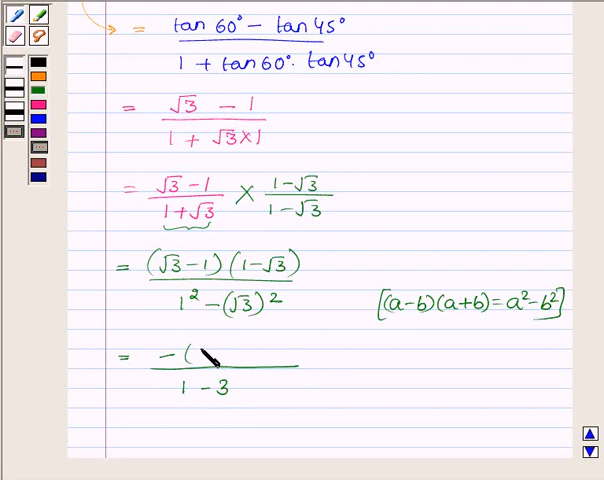 = (tan 60° − tan 45°) / (1 + tan 60° · tan 45°)
= (√3 − 1) / (1 + √3 × 1)
= (√3 − 1) / (1 + √3) × (1 − √3) / (1 − √3)
= (√3 − 1) (1 − √3) / 1² − (√3)² [(a−b)(a+b) = a² − b²]
= − ( / 1 − 3